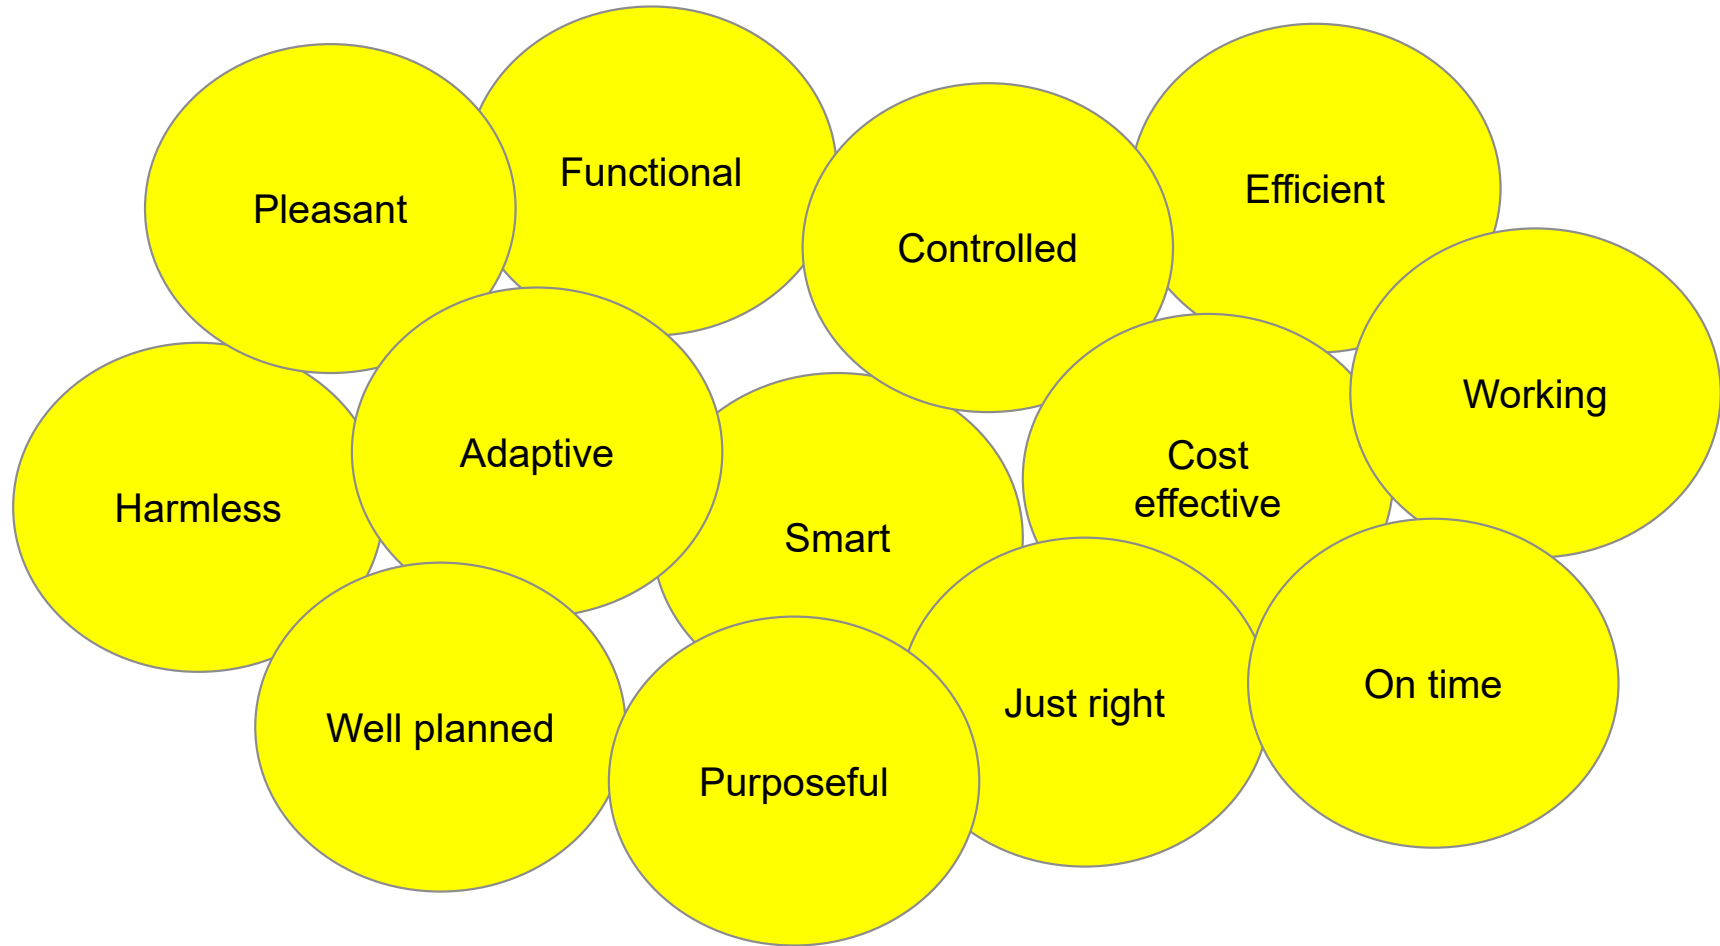 Pleasant
Functional
Controlled
Efficient
Harmless
Adaptive
Smart
Cost
effective
Working
Well planned
Purposeful
Just right
On time